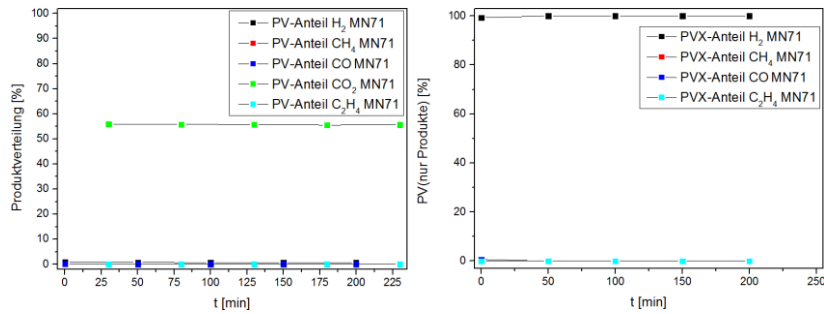 Produktverteilung [%]
100
90
80
70
60
50
40
30
20
10
0
PV-Anteil H₂ MN71
PV-Anteil CH₄ MN71
PV-Anteil CO MN71
PV-Anteil CO₂ MN71
PV-Anteil C₂H₄ MN71
0 25 50 75 100 125 150 175 200 225
t [min]
PV(nur Produkte) [%]
100
80
60
40
20
0
PVX-Anteil H₂ MN71
PVX-Anteil CH₄ MN71
PVX-Anteil CO MN71
PVX-Anteil C₂H₄ MN71
0 50 100 150 200 250
t [min]